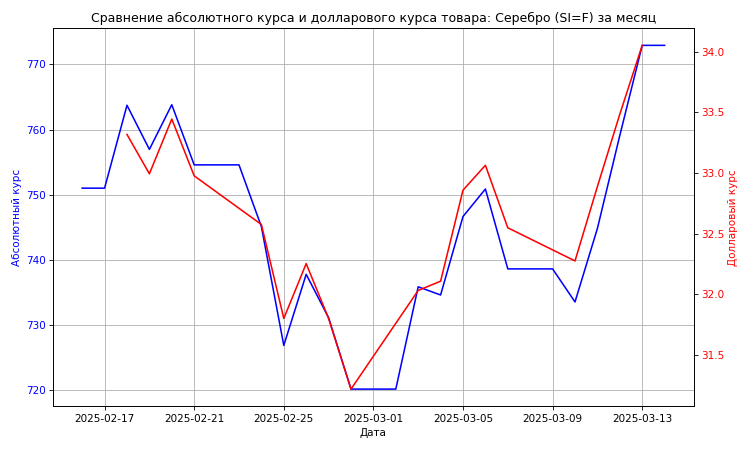 Сравнение абсолютного курса и долларового курса товара: Серебро (SI=F) за месяц
Абсолютный курс
770
760
750
740
730
720
34.0
33.5
33.0
32.5
32.0
31.5
Долларовый курс
2025-02-17 2025-02-21 2025-02-25 2025-03-01 2025-03-05 2025-03-09 2025-03-13
Дата